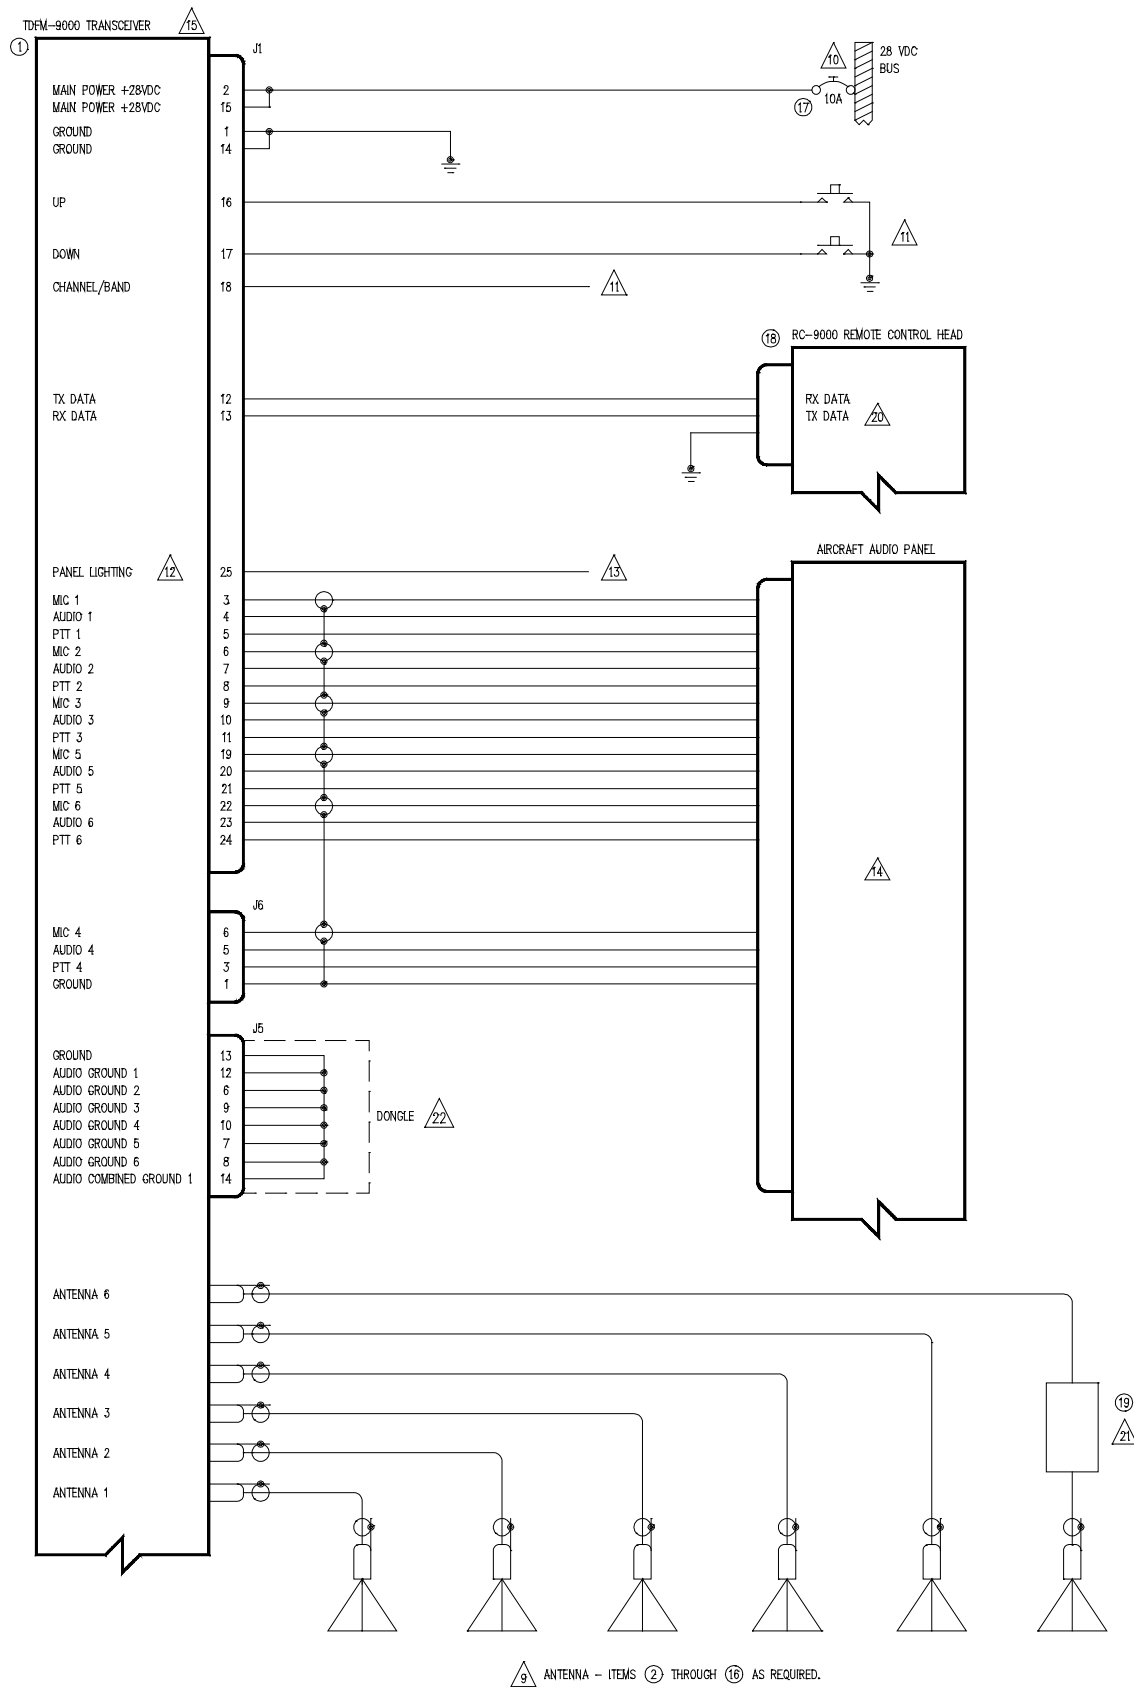 TDFM-9000 TRANSCEIVER 15
1
J1
10
28 VDC
BUS
MAIN POWER +28VDC 2
MAIN POWER +28VDC 15
17 10A
GROUND 1
GROUND 14
UP 16
11
DOWN 17
CHANNEL/BAND 18 11
18 RC-9000 REMOTE CONTROL HEAD
TX DATA 12 RX DATA
RX DATA 13 TX DATA 20
AIRCRAFT AUDIO PANEL
PANEL LIGHTING 12 25 13
MIC 1 3
AUDIO 1 4
PTT 1 5
MIC 2 6
AUDIO 2 7
PTT 2 8
MIC 3 9
AUDIO 3 10
PTT 3 11
MIC 5 19
AUDIO 5 20
PTT 5 21
MIC 6 22
AUDIO 6 23
PTT 6 24
14
J6
MIC 4 6
AUDIO 4 5
PTT 4 3
GROUND 1
J5
GROUND 13
AUDIO GROUND 1 12
AUDIO GROUND 2 6
AUDIO GROUND 3 9
DONGLE 22
AUDIO GROUND 4 10
AUDIO GROUND 5 7
AUDIO GROUND 6 8
AUDIO COMBINED GROUND 1 14
ANTENNA 6
ANTENNA 5
ANTENNA 4
19
ANTENNA 3
21
ANTENNA 2
ANTENNA 1
9 ANTENNA - ITEMS 2 THROUGH 16 AS REQUIRED.